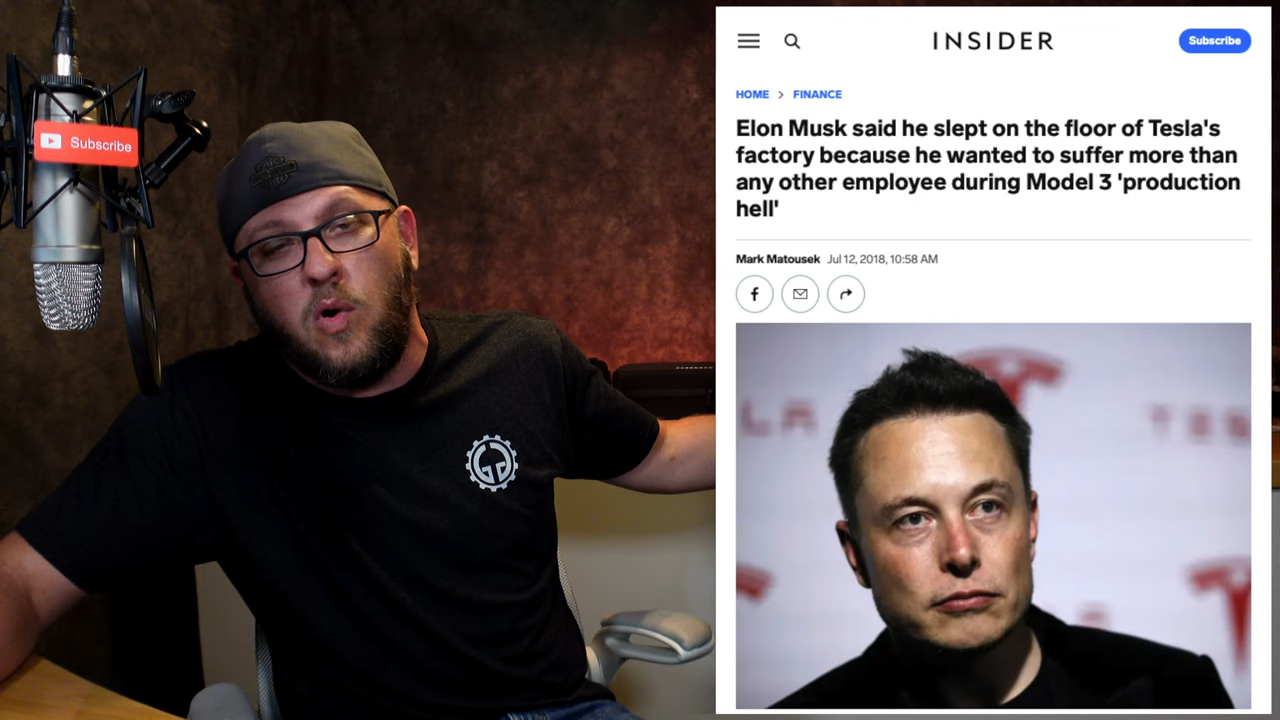 Subscribe
INSIDER
Subscribe
HOME > FINANCE
Elon Musk said he slept on the floor of Tesla's
factory because he wanted to suffer more than
any other employee during Model 3 'production
hell'
Mark Matousek Jul 12, 2018, 10:58 AM